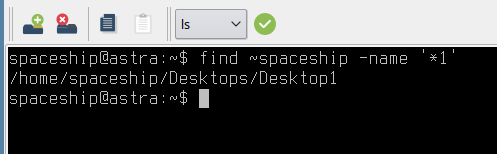 ls
spaceship@astra:~$ find ~spaceship -name '*1'
/home/spaceship/Desktops/Desktop1
spaceship@astra:~$